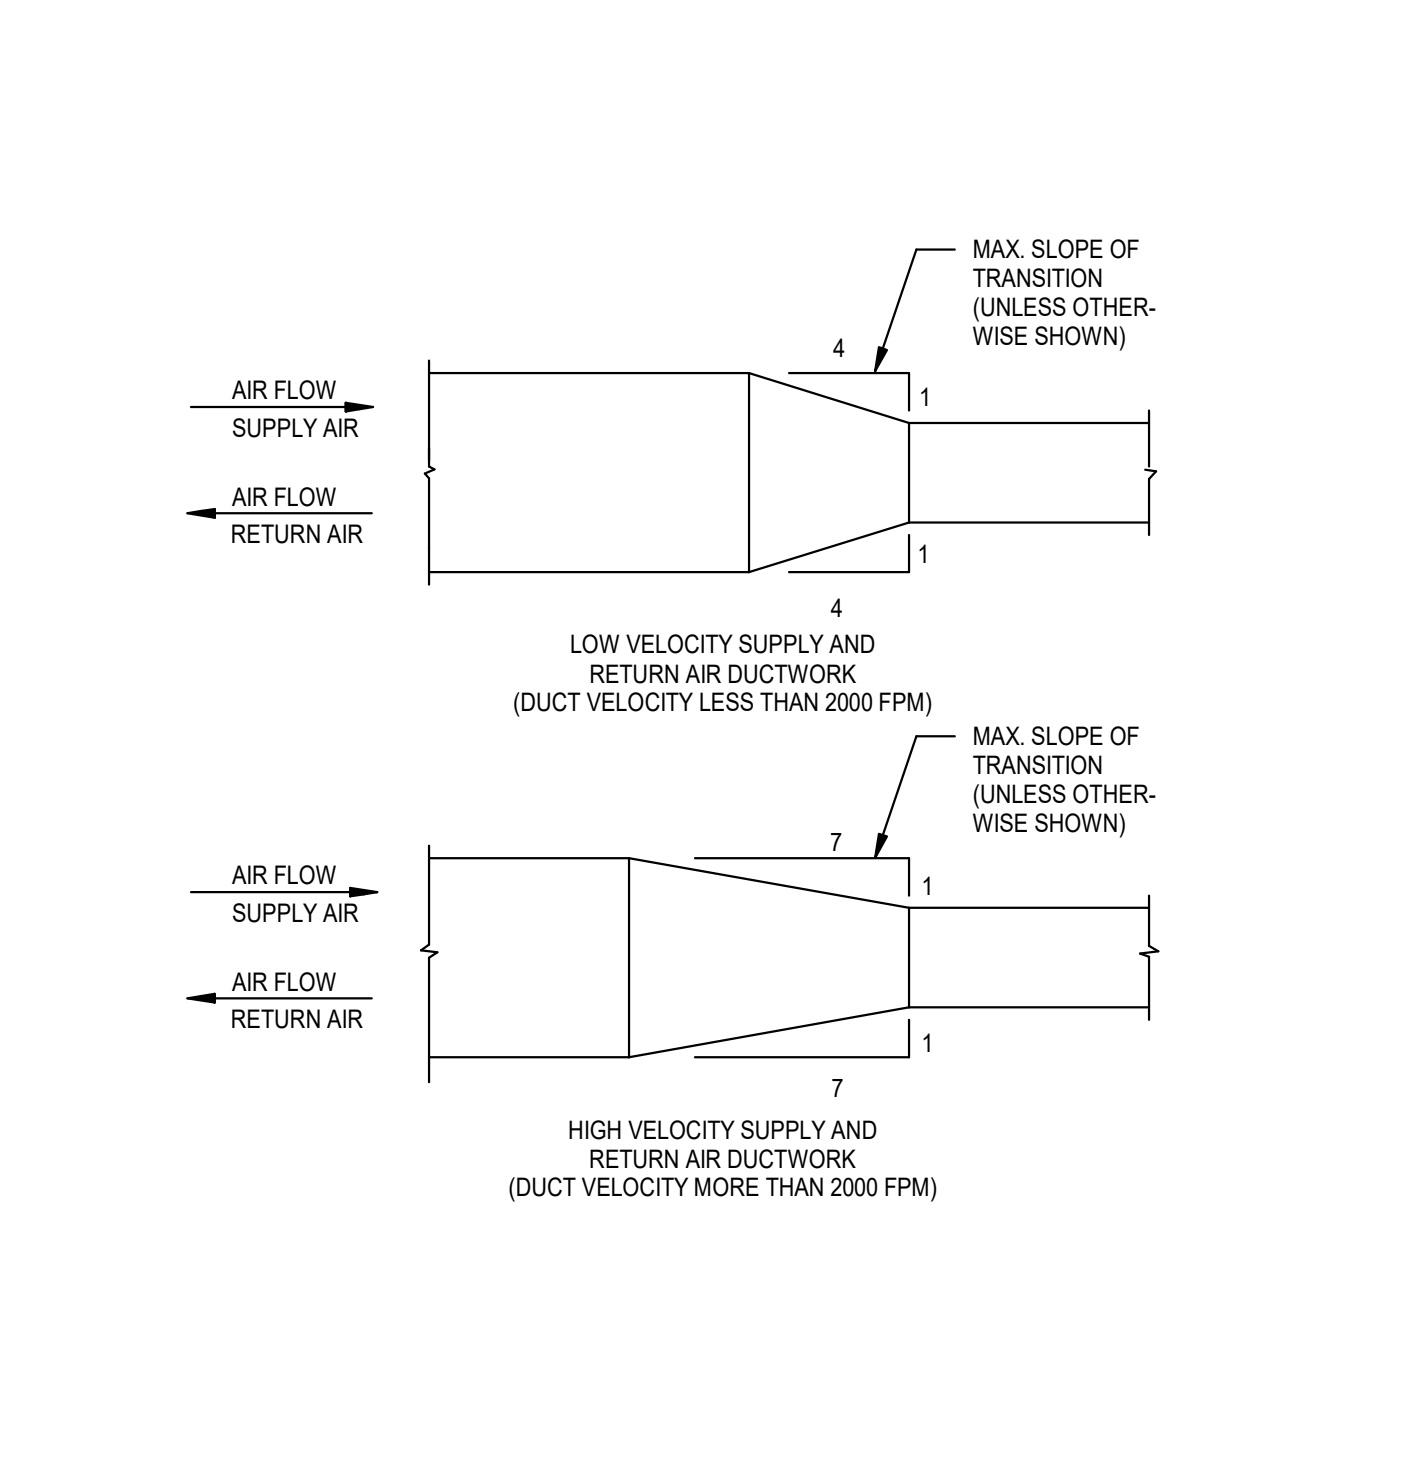 MAX. SLOPE OF
TRANSITION
(UNLESS OTHER-
WISE SHOWN)
4
1
AIR FLOW
SUPPLY AIR
AIR FLOW
RETURN AIR
1
4
LOW VELOCITY SUPPLY AND
RETURN AIR DUCTWORK
(DUCT VELOCITY LESS THAN 2000 FPM)
MAX. SLOPE OF
TRANSITION
(UNLESS OTHER-
WISE SHOWN)
7
1
AIR FLOW
SUPPLY AIR
AIR FLOW
RETURN AIR
1
7
HIGH VELOCITY SUPPLY AND
RETURN AIR DUCTWORK
(DUCT VELOCITY MORE THAN 2000 FPM)